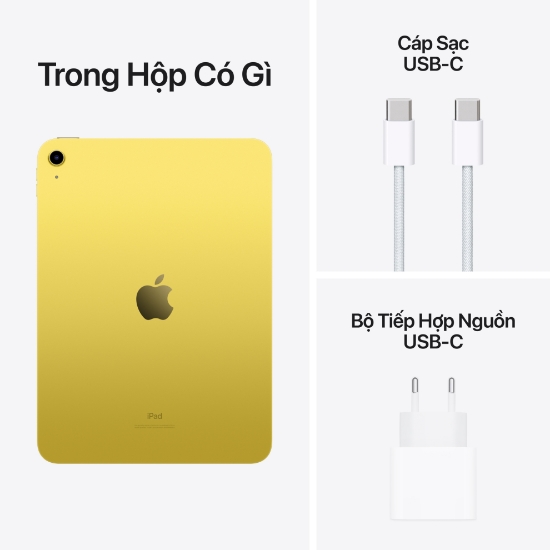 Trong Hộp Có Gì
iPad
Cáp Sạc
USB-C
Bộ Tiếp Hợp Nguồn
USB-C